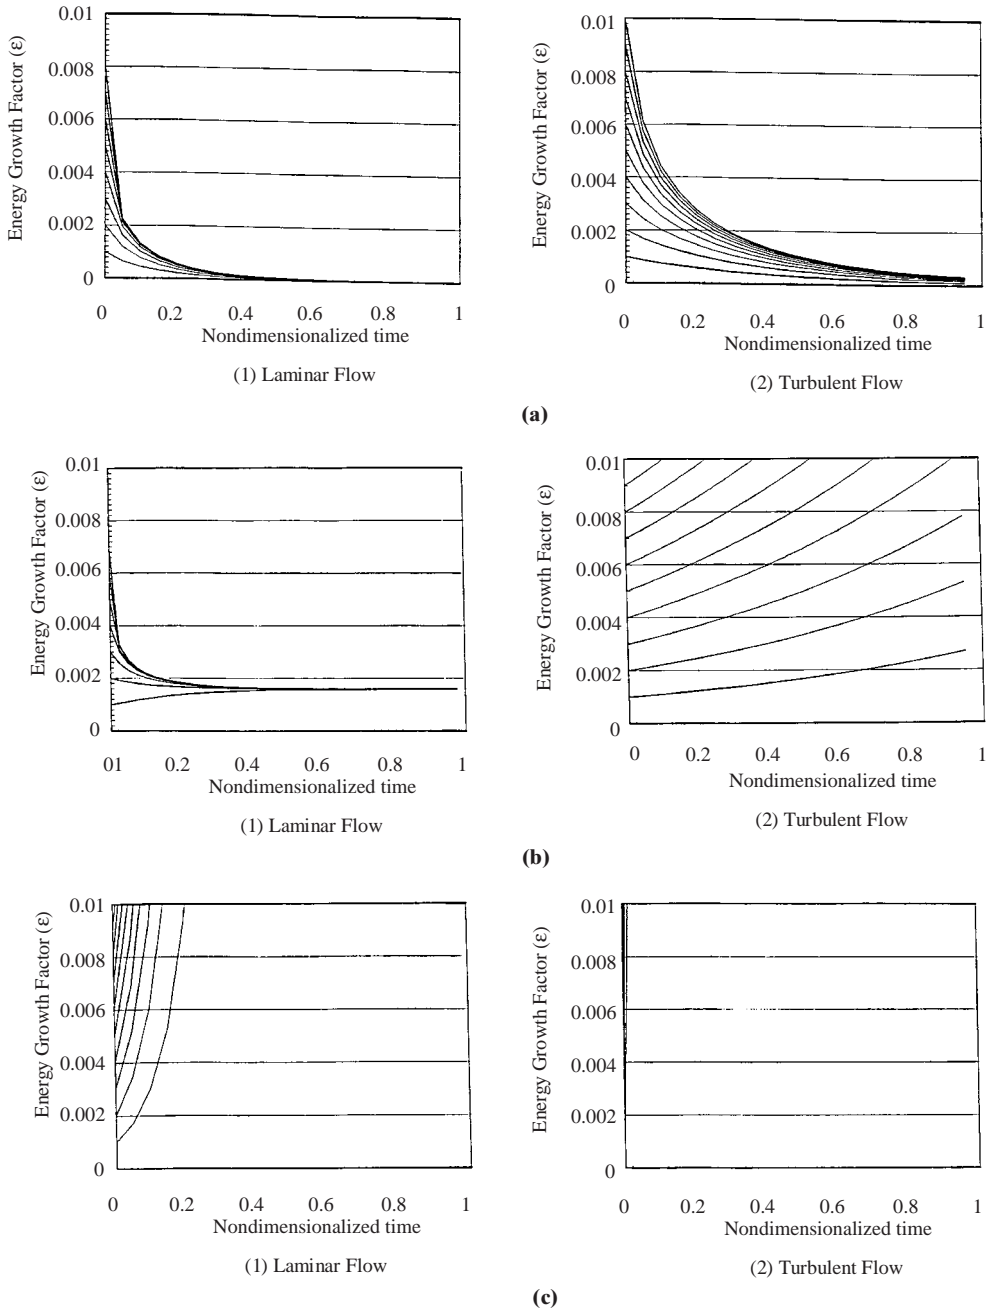 0.01
0.008
0.006
0.004
0.002
0
Energy Growth Factor (ε)
0 0.2 0.4 0.6 0.8 1
Nondimensionalized time
(1) Laminar Flow
0.01
0.008
0.006
0.004
0.002
0
Energy Growth Factor (ε)
0 0.2 0.4 0.6 0.8 1
Nondimensionalized time
(2) Turbulent Flow
(a)
0.01
0.008
0.006
0.004
0.002
0
Energy Growth Factor (ε)
01 0.2 0.4 0.6 0.8 1
Nondimensionalized time
(1) Laminar Flow
0.01
0.008
0.006
0.004
0.002
0
Energy Growth Factor (ε)
0 0.2 0.4 0.6 0.8 1
Nondimensionalized time
(2) Turbulent Flow
(b)
0.01
0.008
0.006
0.004
0.002
0
Energy Growth Factor (ε)
0 0.2 0.4 0.6 0.8 1
Nondimensionalized time
(1) Laminar Flow
0.01
0.008
0.006
0.004
0.002
0
Energy Growth Factor (ε)
0 0.2 0.4 0.6 0.8 1
Nondimensionalized time
(2) Turbulent Flow
(c)